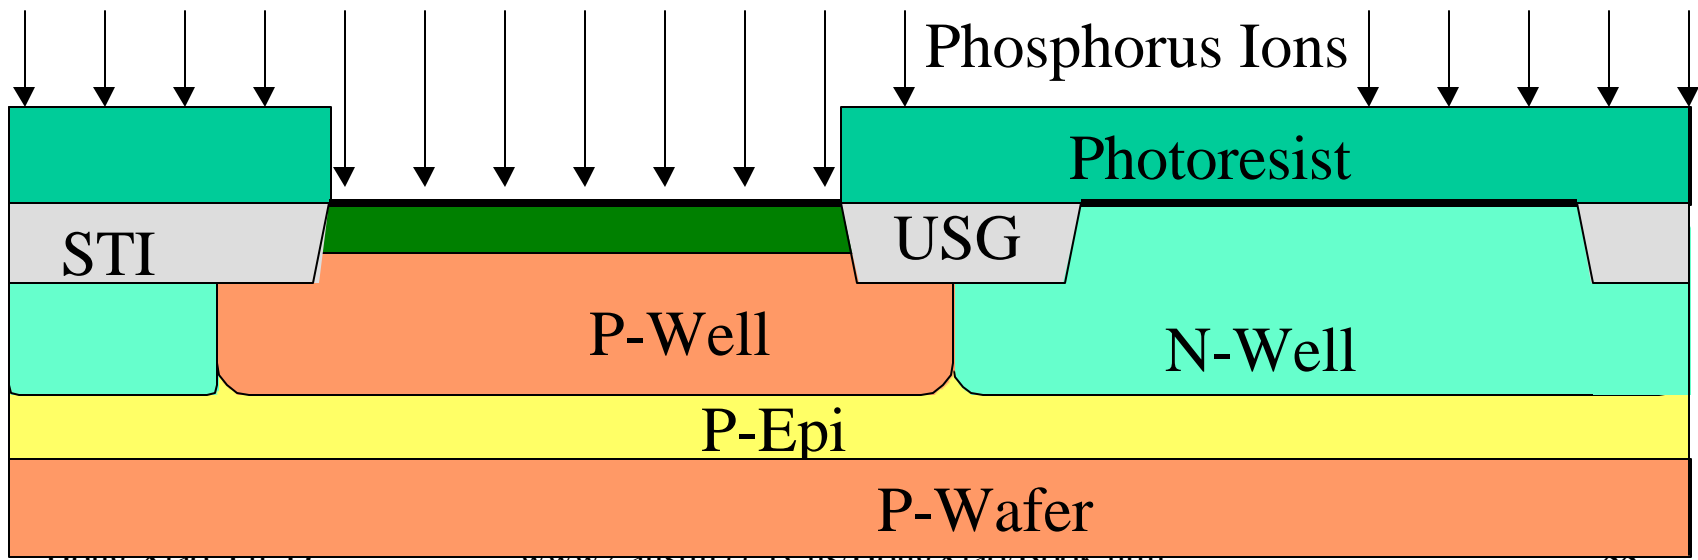 Phosphorus Ions
Photoresist
STI
USG
P-Well
N-Well
P-Epi
P-Wafer